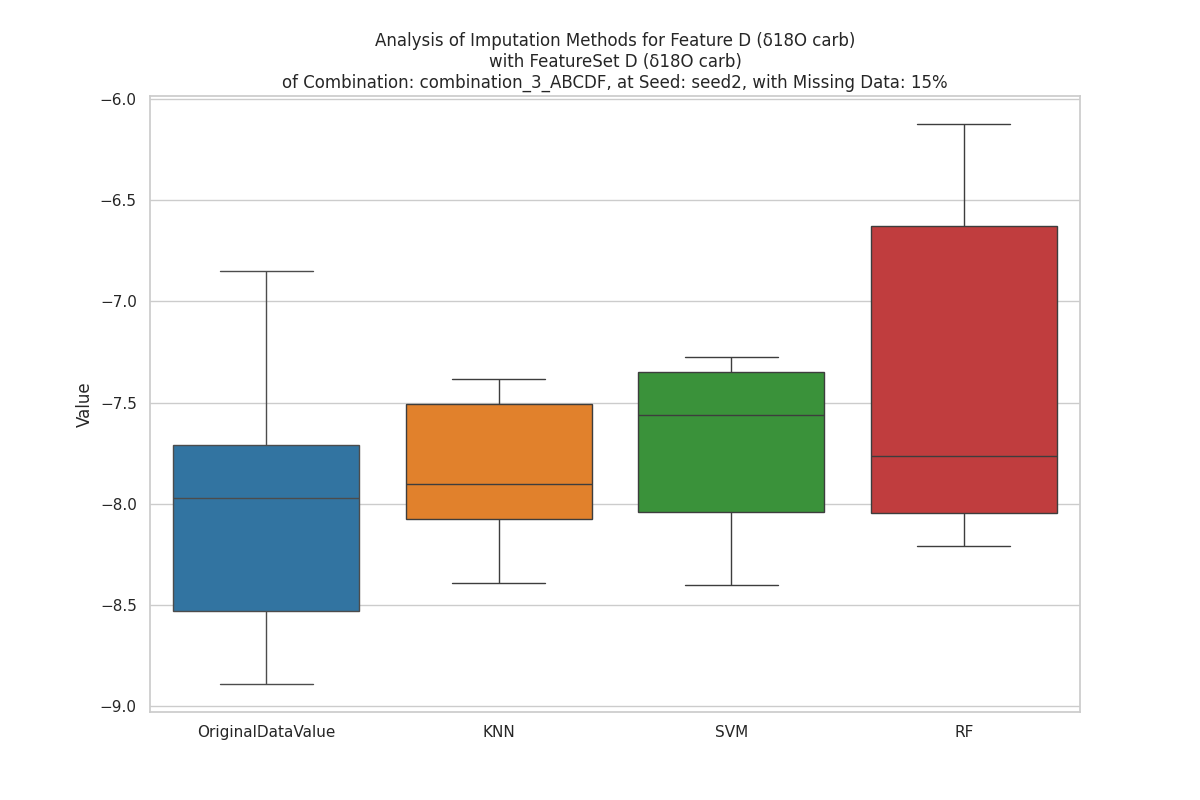 Analysis of Imputation Methods for Feature D (δ18O carb)
with FeatureSet D (δ18O carb)
of Combination: combination_3_ABCDF, at Seed: seed2, with Missing Data: 15%
−6.0
−6.5
−7.0
−7.5
−8.0
−8.5
−9.0
Value
OriginalDataValue
KNN
SVM
RF